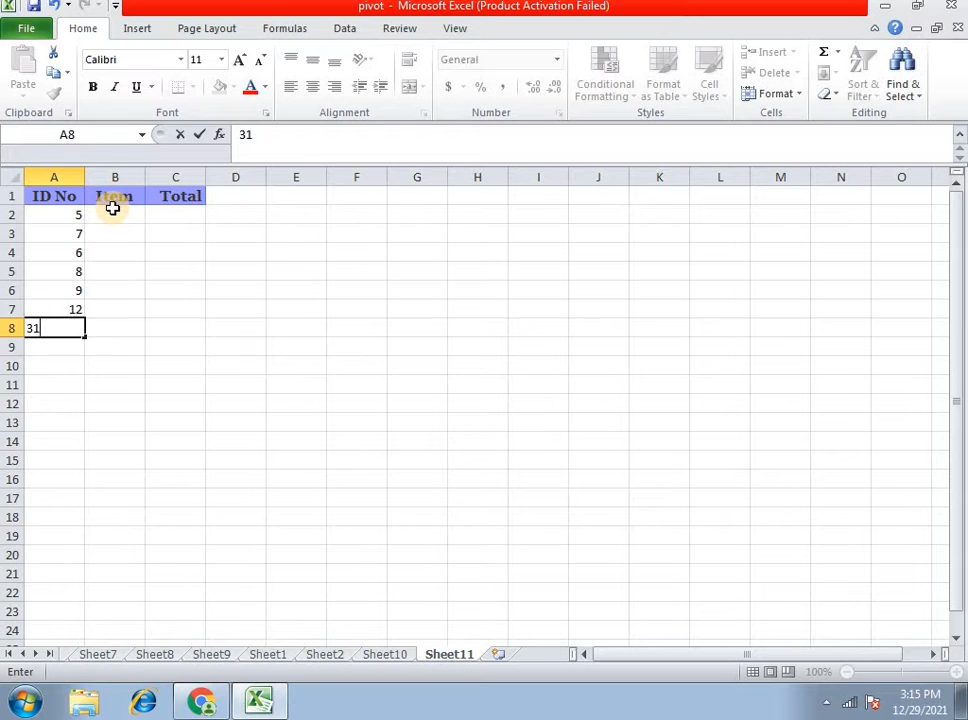 pivot - Microsoft Excel (Product Activation Failed)
File Home Insert Page Layout Formulas Data Review View
Paste
Clipboard
Calibri 11
B I U
Font
Alignment
General
$ % ,
Number
Conditional Formatting
Format as Table
Cell Styles
Styles
Insert
Delete
Format
Cells
Sort & Filter
Find & Select
Editing
A8 fx 31
A B C D E F G H I J K L M N O
1 ID No Item Total
2 5
3 7
4 6
5 8
6 9
7 12
8 31
9
10
11
12
13
14
15
16
17
18
19
20
21
22
23
24
Sheet7 Sheet8 Sheet9 Sheet1 Sheet2 Sheet10 Sheet11
Enter 100%
3:15 PM
12/29/2021